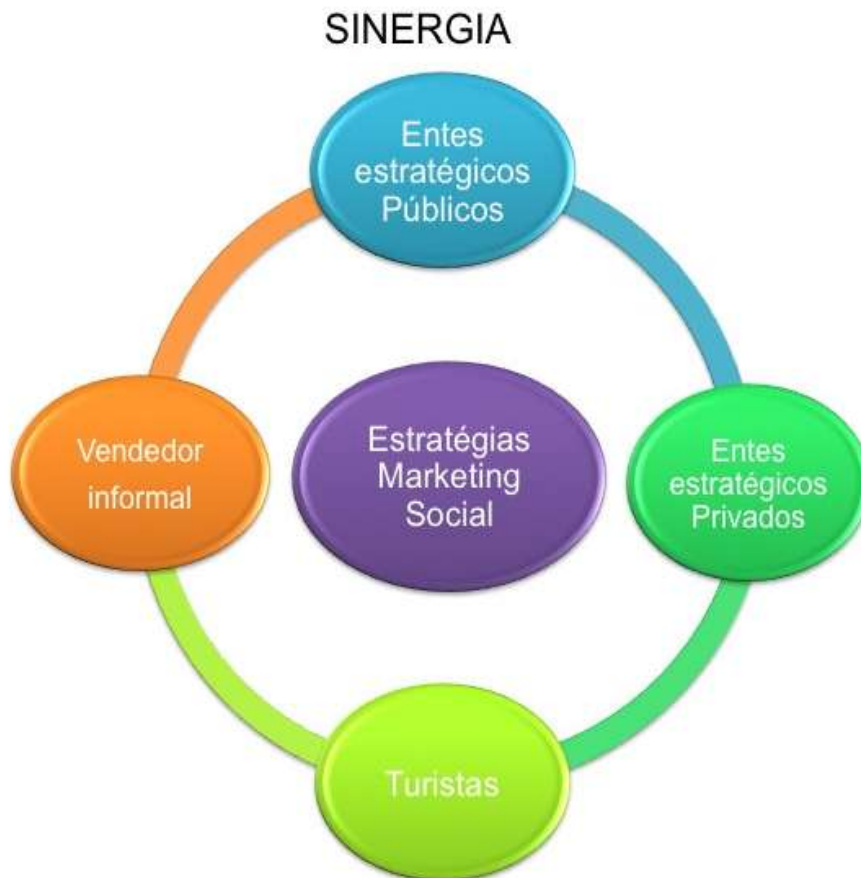 SINERGIA
Entes
estratégicos
Públicos
Vendedor
informal
Estratégias
Marketing
Social
Entes
estratégicos
Privados
Turistas